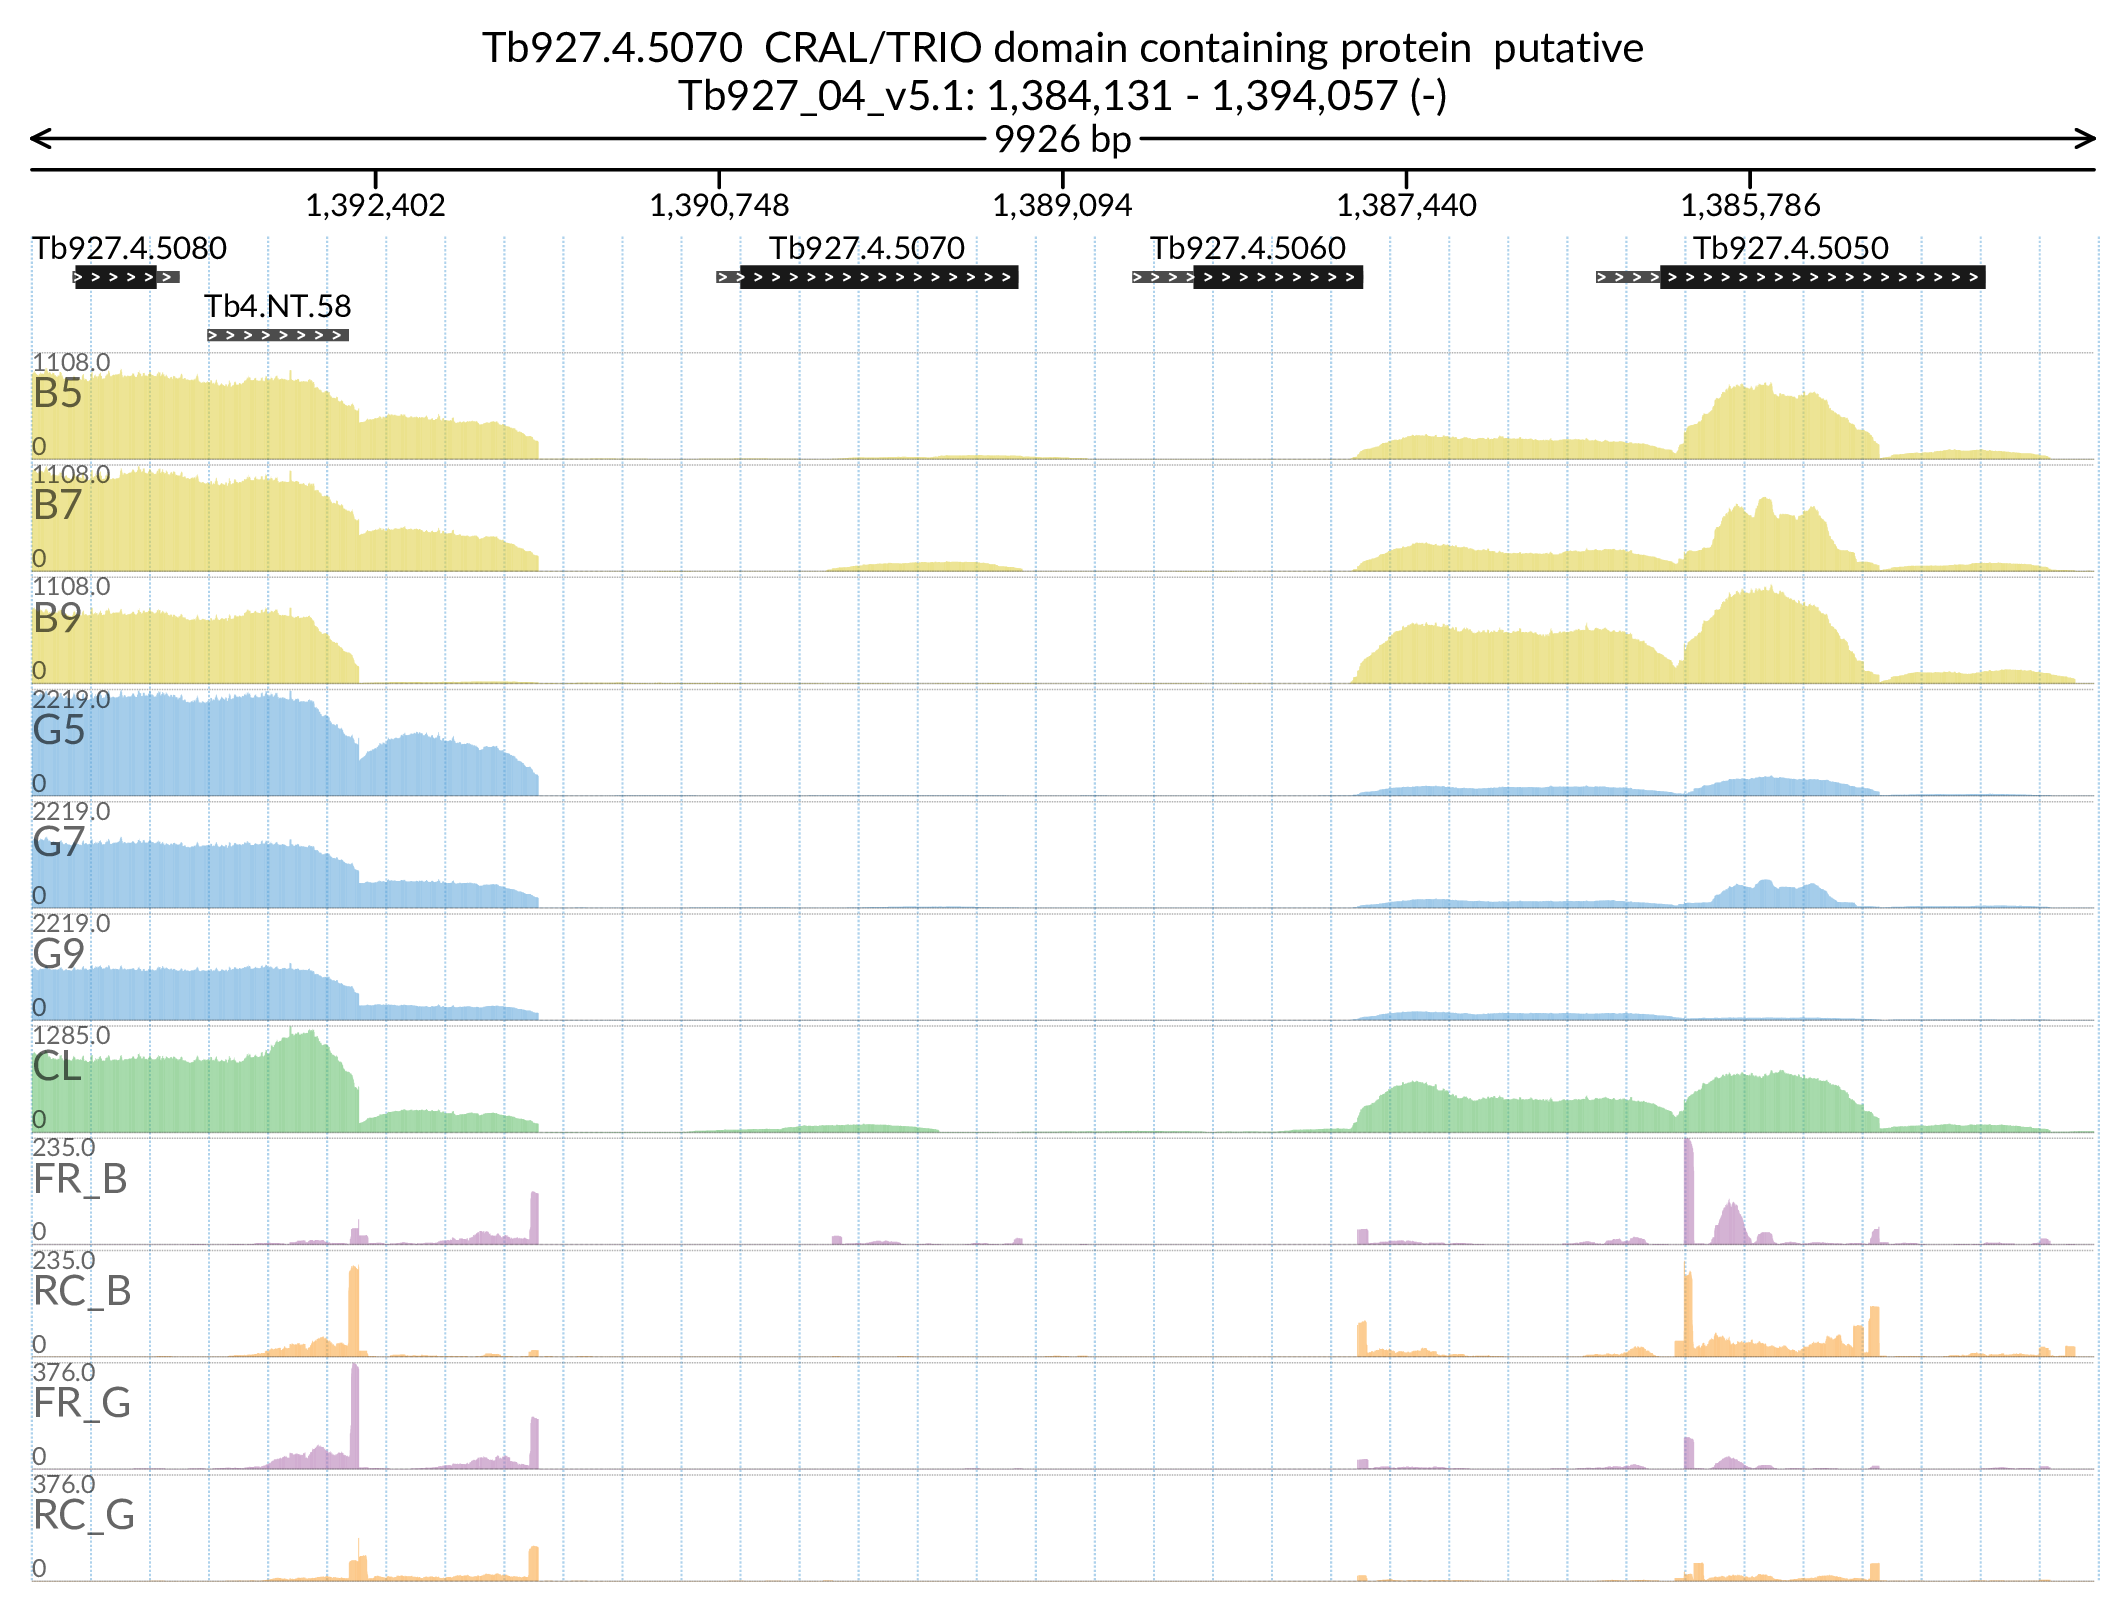 Tb927.4.5070  CRAL/TRIO domain containing protein  putative
Tb927_04_v5.1: 1,384,131 - 1,394,057 (-)
9926 bp
1,392,402 1,390,748 1,389,094 1,387,440 1,385,786
Tb927.4.5080 Tb927.4.5070 Tb927.4.5060 Tb927.4.5050
Tb4.NT.58
1108.0
B5
0
1108.0
B7
0
1108.0
B9
0
2219.0
G5
0
2219.0
G7
0
2219.0
G9
0
1285.0
CL
0
235.0
FR_B
0
235.0
RC_B
0
376.0
FR_G
0
376.0
RC_G
0